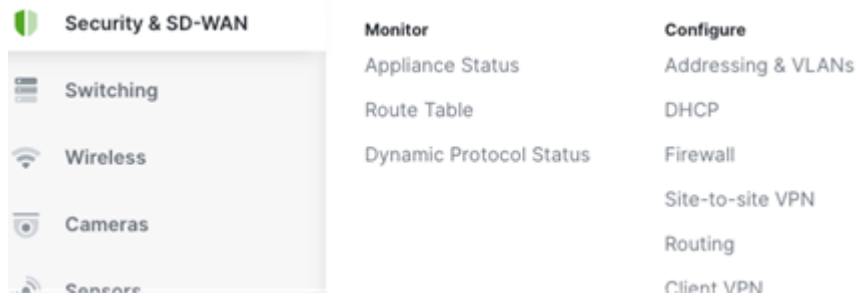 Security & SD-WAN
Switching
Wireless
Cameras
Sensors
Monitor
Appliance Status
Route Table
Dynamic Protocol Status
Configure
Addressing & VLANs
DHCP
Firewall
Site-to-site VPN
Routing
Client VPN